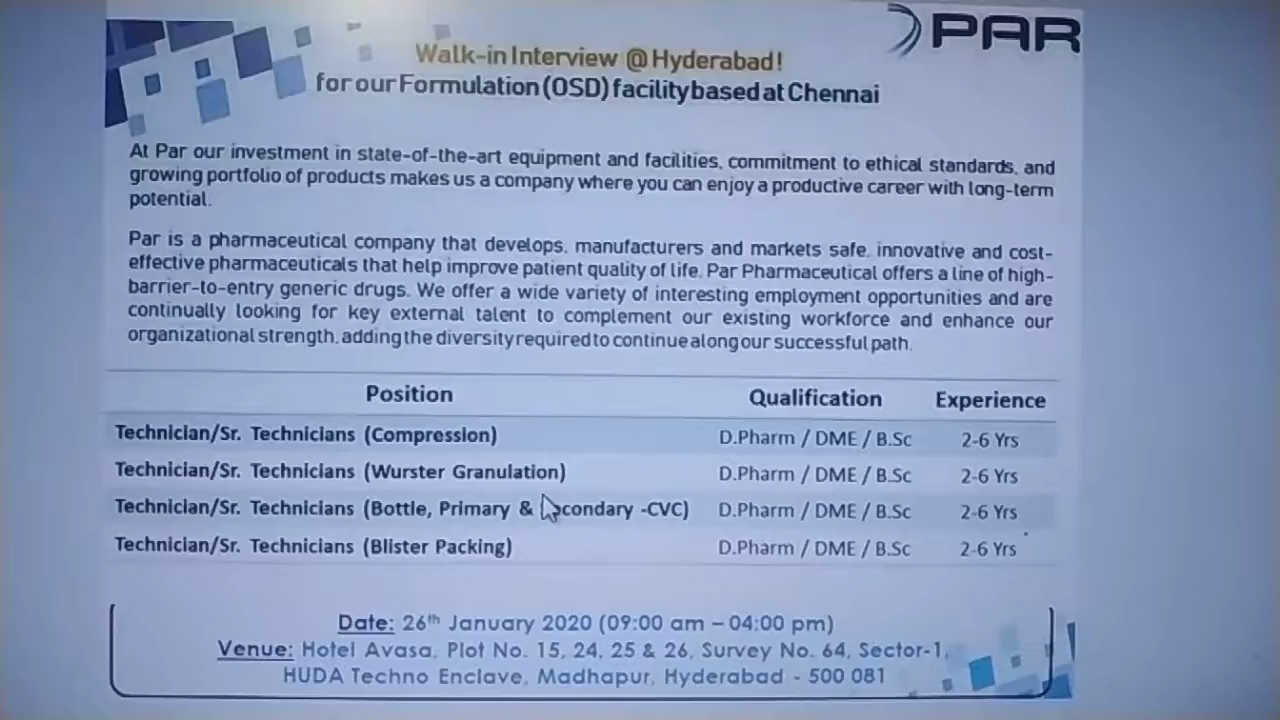 PAR
Walk-in Interview @ Hyderabad!
for our Formulation (OSD) facility based at Chennai
At Par our investment in state-of-the-art equipment and facilities, commitment to ethical standards, and
growing portfolio of products makes us a company where you can enjoy a productive career with long-term
potential.
Par is a pharmaceutical company that develops, manufacturers and markets safe, innovative and cost-
effective pharmaceuticals that help improve patient quality of life. Par Pharmaceutical offers a line of high-
barrier-to-entry generic drugs. We offer a wide variety of interesting employment opportunities and are
continually looking for key external talent to complement our existing workforce and enhance our
organizational strength, adding the diversity required to continue along our successful path.
Position Qualification Experience
Technician/Sr. Technicians (Compression) D.Pharm / DME / B.Sc 2-6 Yrs
Technician/Sr. Technicians (Wurster Granulation) D.Pharm / DME / B.Sc 2-6 Yrs
Technician/Sr. Technicians (Bottle, Primary & Secondary -CVC) D.Pharm / DME / B.Sc 2-6 Yrs
Technician/Sr. Technicians (Blister Packing) D.Pharm / DME / B.Sc 2-6 Yrs
Date: 26th January 2020 (09:00 am – 04:00 pm)
Venue: Hotel Avasa, Plot No. 15, 24, 25 & 26, Survey No. 64, Sector-1,
HUDA Techno Enclave, Madhapur, Hyderabad - 500 081